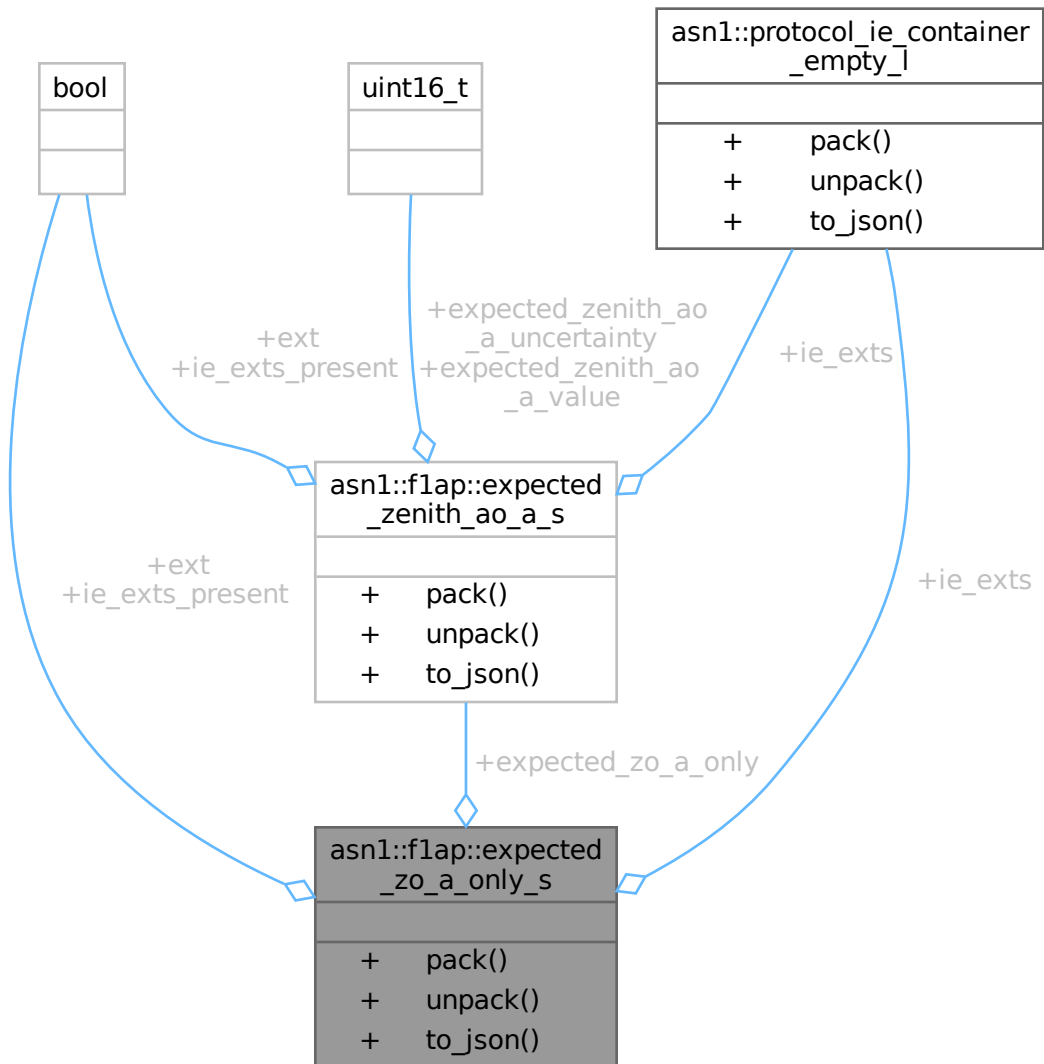 asn1::protocol_ie_container
_empty_l
+ pack()
+ unpack()
+ to_json()
bool
uint16_t
+ext
+ie_exts_present
+expected_zenith_ao
_a_uncertainty
+expected_zenith_ao
_a_value
+ie_exts
asn1::f1ap::expected
_zenith_ao_a_s
+ pack()
+ unpack()
+ to_json()
+ext
+ie_exts_present
+ie_exts
+expected_zo_a_only
asn1::f1ap::expected
_zo_a_only_s
+ pack()
+ unpack()
+ to_json()